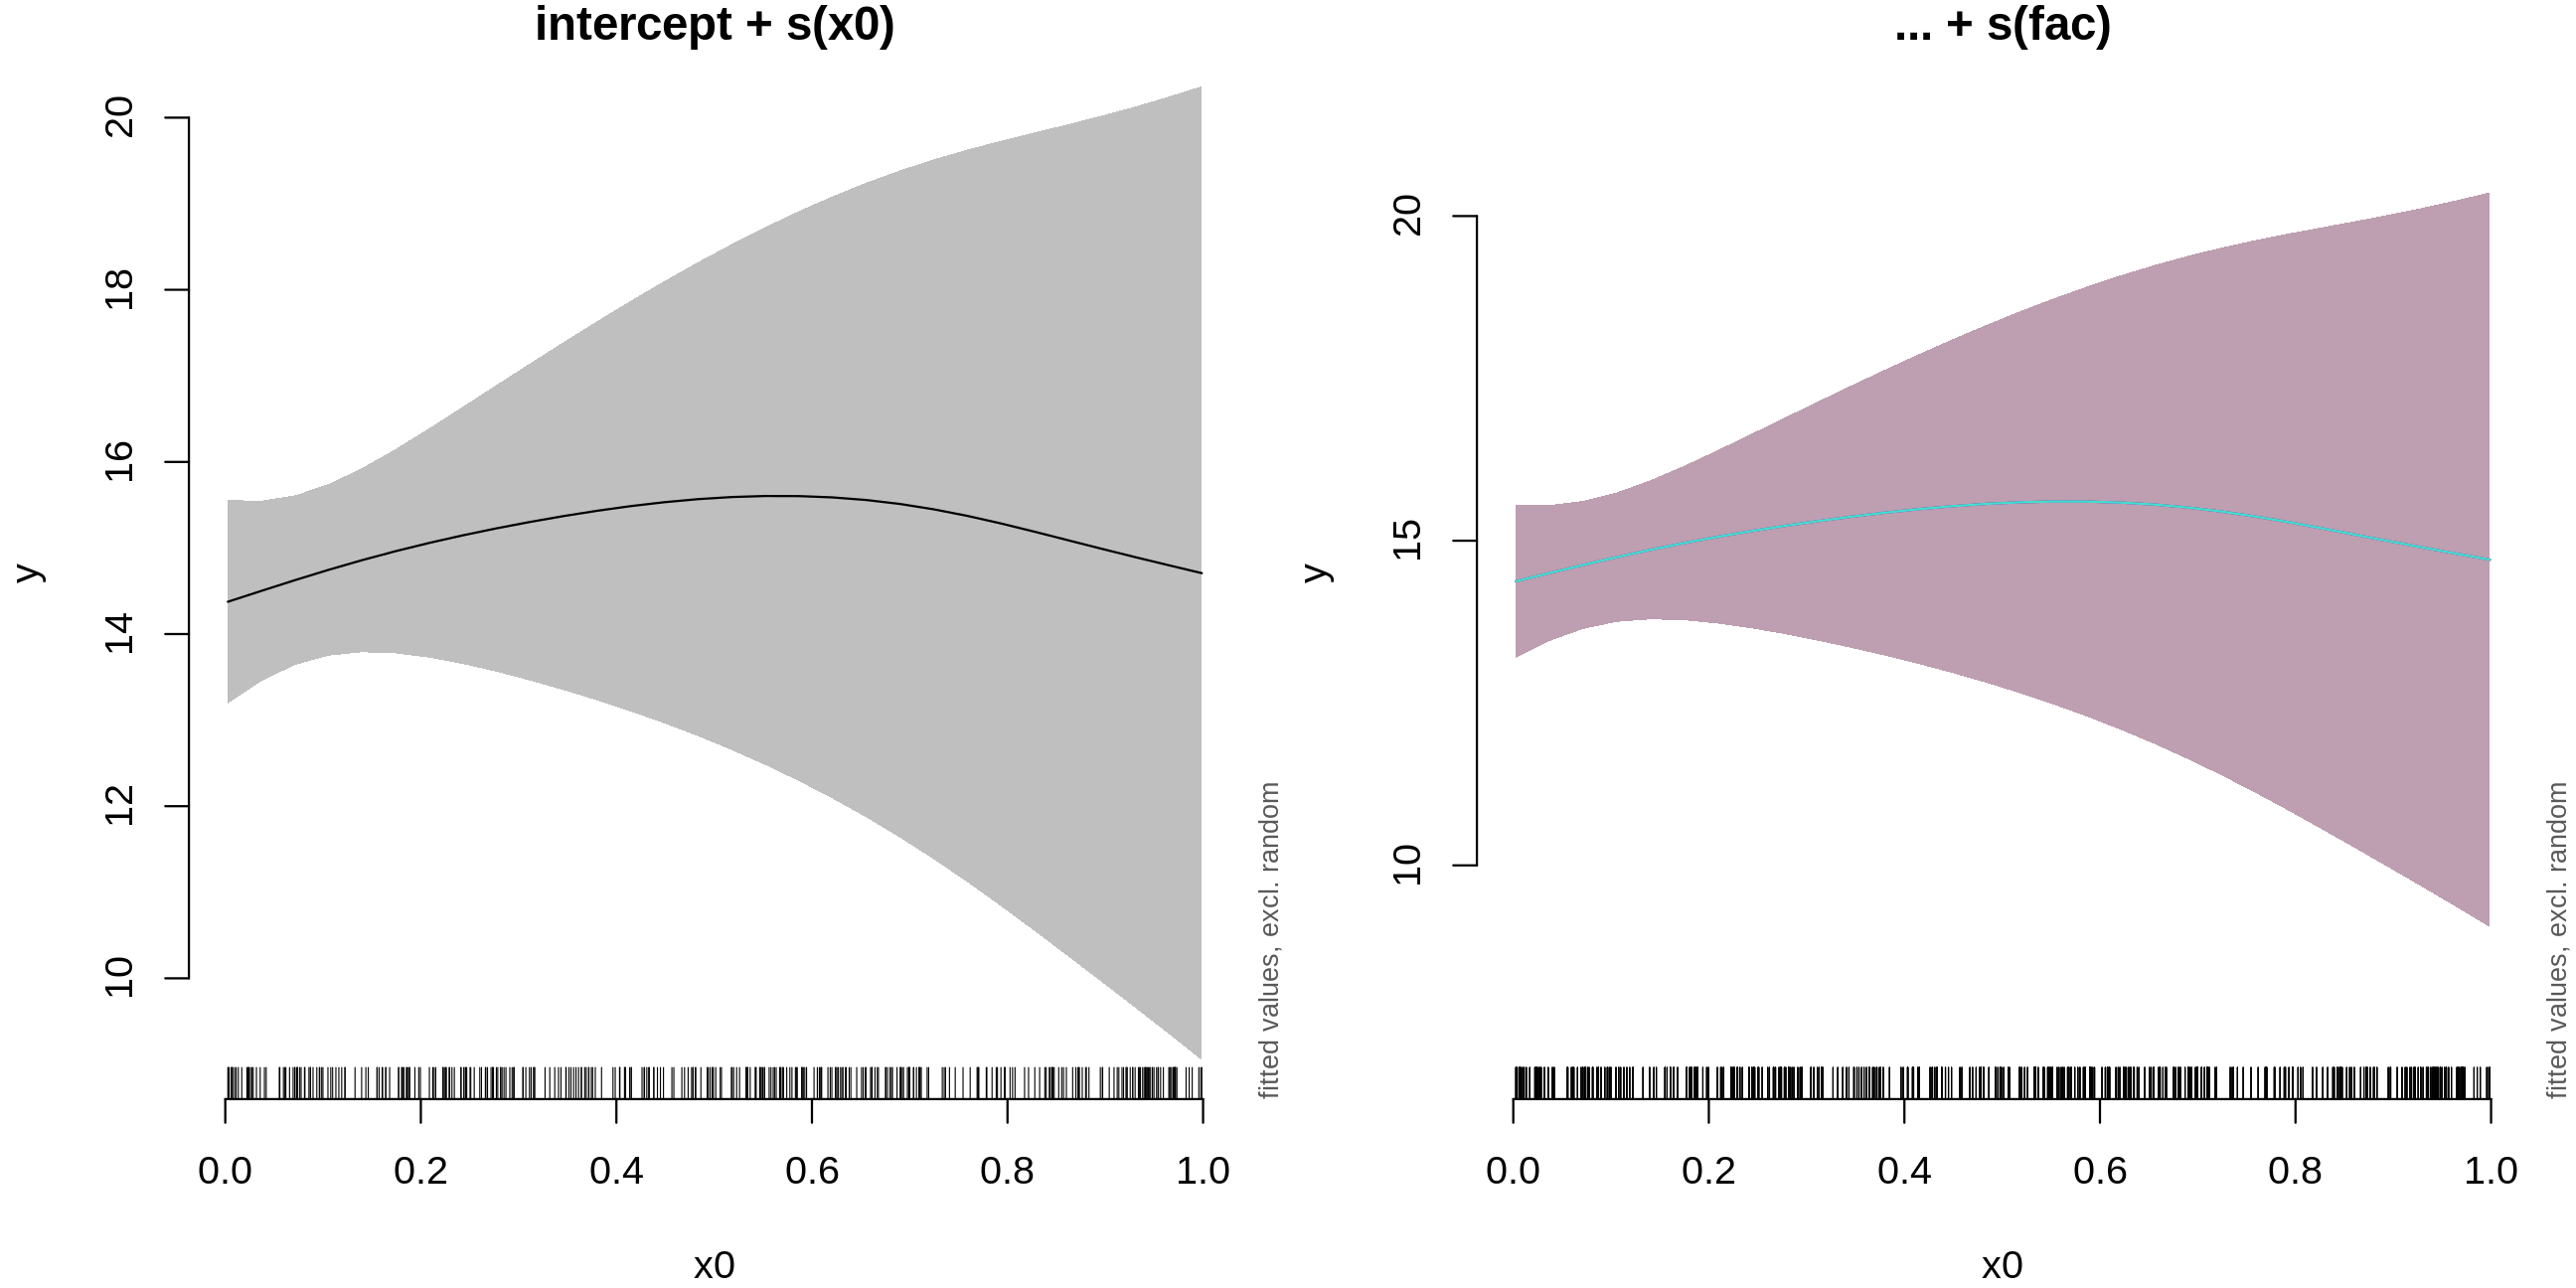 intercept + s(x0)
y
20
18
16
14
12
10
0.0 0.2 0.4 0.6 0.8 1.0
x0
fitted values, excl. random
... + s(fac)
y
20
15
10
0.0 0.2 0.4 0.6 0.8 1.0
x0
fitted values, excl. random